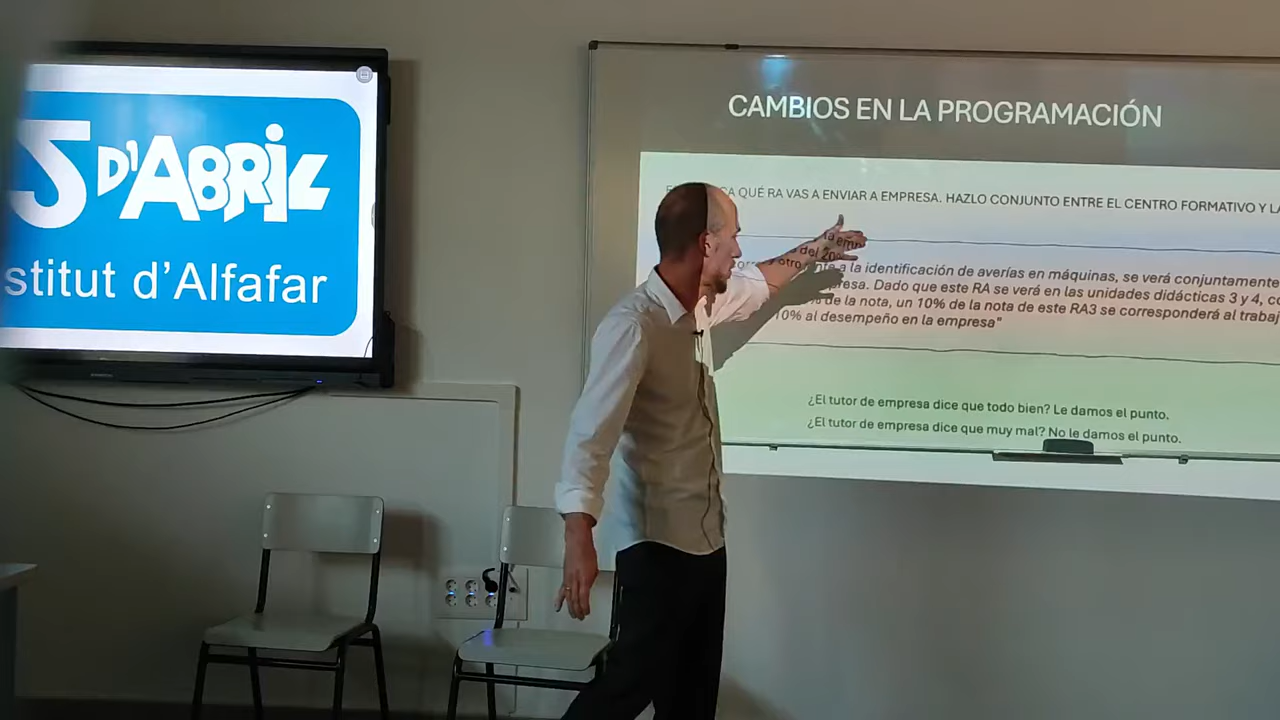 5 D'ABRIL
stitut d'Alfafar
CAMBIOS EN LA PROGRAMACIÓN
CA QUÉ RA VAS A ENVIAR A EMPRESA. HAZLO CONJUNTO ENTRE EL CENTRO FORMATIVO Y LA
la
del
otro
a la identificación de averías en máquinas, se verá conjuntamente
Dado que este RA se verá en las unidades didácticas 3 y 4,
de la nota, un 10% de la nota de este RA3 se corresponderá al
10% al desempeño en la empresa"
¿El tutor de empresa dice que todo bien? Le damos el punto.
¿El tutor de empresa dice que muy mal? No le damos el punto.